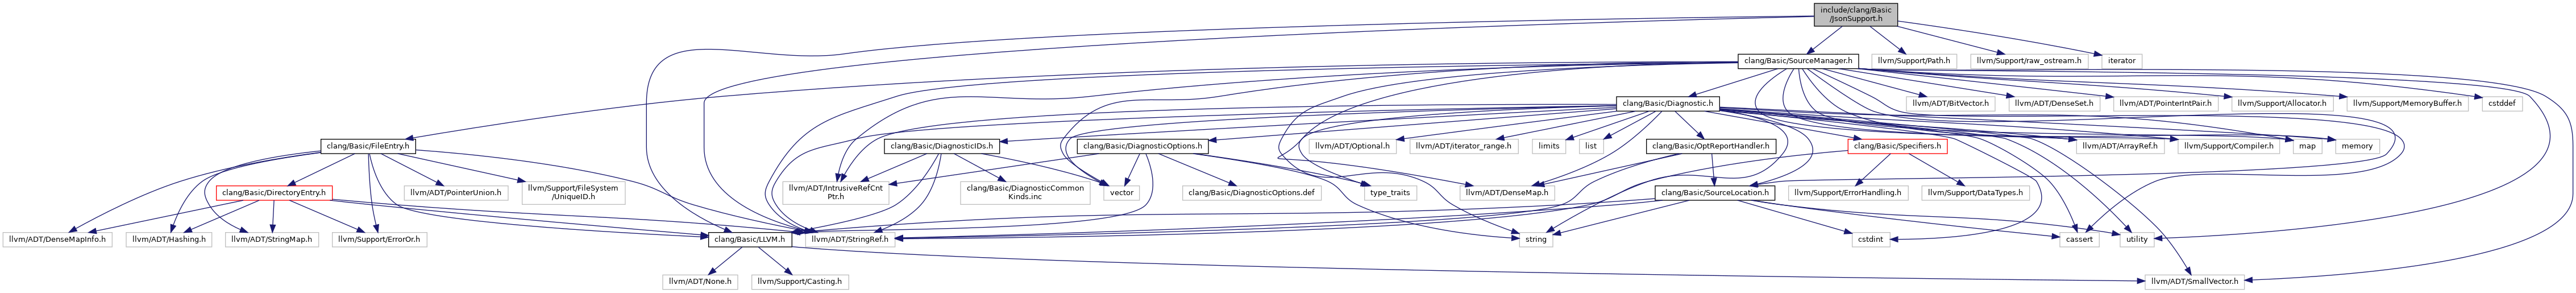 include/clang/Basic
/JsonSupport.h
clang/Basic/SourceManager.h
llvm/Support/Path.h
llvm/Support/raw_ostream.h
iterator
clang/Basic/Diagnostic.h
llvm/ADT/BitVector.h
llvm/ADT/DenseSet.h
llvm/ADT/PointerIntPair.h
llvm/Support/Allocator.h
llvm/Support/MemoryBuffer.h
cstddef
clang/Basic/FileEntry.h
clang/Basic/DiagnosticIDs.h
clang/Basic/DiagnosticOptions.h
llvm/ADT/Optional.h
llvm/ADT/iterator_range.h
limits
list
clang/Basic/OptReportHandler.h
clang/Basic/Specifiers.h
llvm/ADT/ArrayRef.h
llvm/Support/Compiler.h
map
memory
clang/Basic/DirectoryEntry.h
llvm/ADT/PointerUnion.h
llvm/Support/FileSystem
/UniqueID.h
llvm/ADT/IntrusiveRefCnt
Ptr.h
clang/Basic/DiagnosticCommon
Kinds.inc
vector
clang/Basic/DiagnosticOptions.def
type_traits
llvm/ADT/DenseMap.h
clang/Basic/SourceLocation.h
llvm/Support/ErrorHandling.h
llvm/Support/DataTypes.h
llvm/ADT/DenseMapInfo.h
llvm/ADT/Hashing.h
llvm/ADT/StringMap.h
llvm/Support/ErrorOr.h
clang/Basic/LLVM.h
llvm/ADT/StringRef.h
string
cstdint
cassert
utility
llvm/ADT/None.h
llvm/Support/Casting.h
llvm/ADT/SmallVector.h